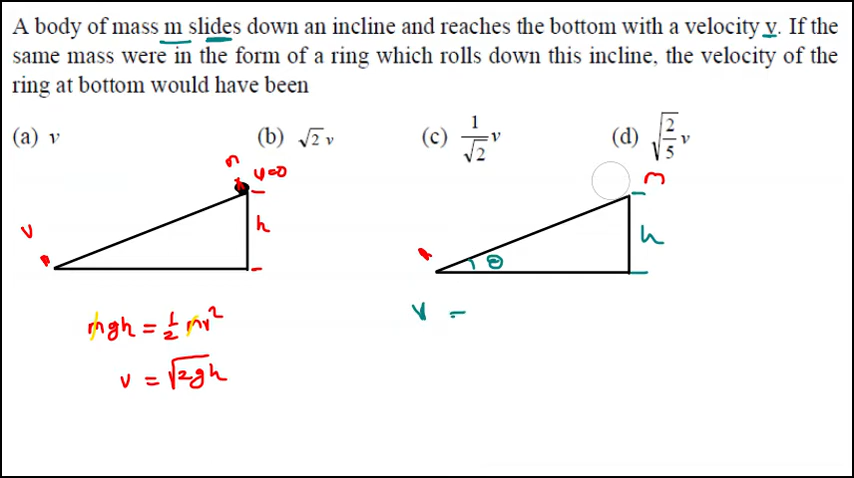 A body of mass m slides down an incline and reaches the bottom with a velocity v. If the
same mass were in the form of a ring which rolls down this incline, the velocity of the
ring at bottom would have been
(a) v (b) √2 v (c) 1/√2 v (d) √(2/5) v
m v=0 m
v h h
θ
mgh = 1/2 mv² v =
v = √2gh